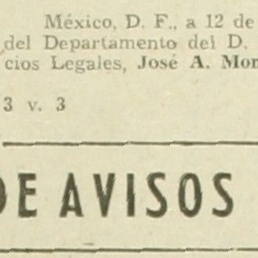 México, D. F., a 12 de
del Departamento del D.
cios Legales, José A. Mor
3 v. 3
DE AVISOS